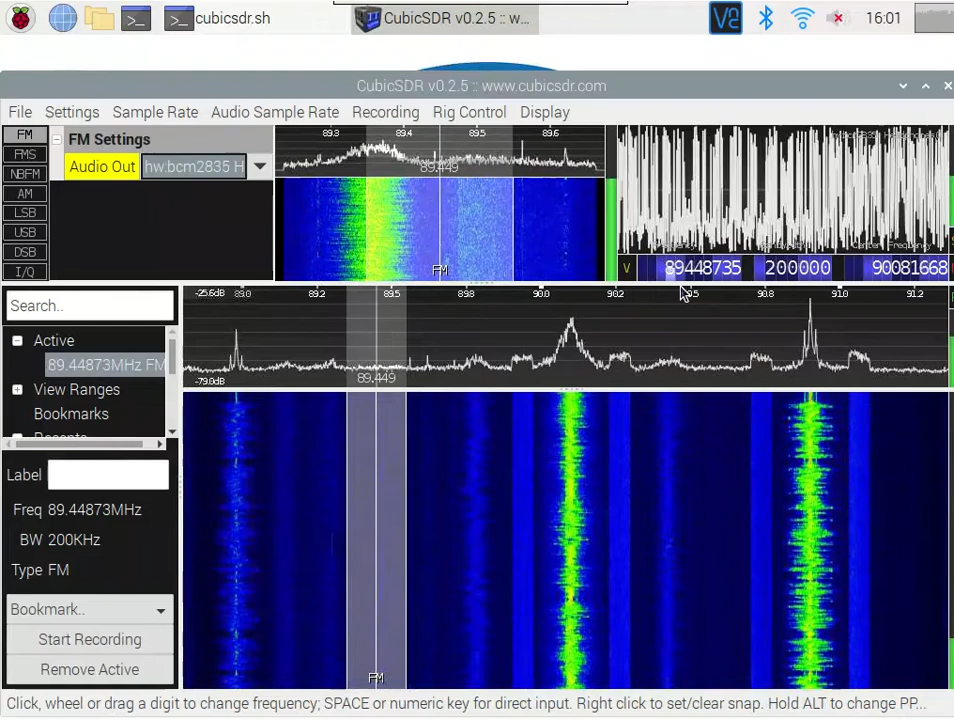 cubicsdr.sh
CubicSDR v0.2.5 :: w...
V2
16:01
CubicSDR v0.2.5 :: www.cubicsdr.com
File Settings Sample Rate Audio Sample Rate Recording Rig Control Display
FM
FMS
NBFM
AM
LSB
USB
DSB
I/Q
FM Settings
Audio Out hw:bcm2835 H
89.3 89.4 89.5 89.6
89.449
FM
Frequency Bandwidth Center Frequency
V 89448735 200000 90081668
Search..
Active
89.44873MHz FM
View Ranges
Bookmarks
Recents
Label
Freq 89.44873MHz
BW 200KHz
Type FM
Bookmark..
Start Recording
Remove Active
-25.6dB 89.0 89.2 89.5 89.8 90.0 90.2 90.5 90.8 91.0 91.2
-79.0dB
89.449
FM
Click, wheel or drag a digit to change frequency; SPACE or numeric key for direct input. Right click to set/clear snap. Hold ALT to change PP...